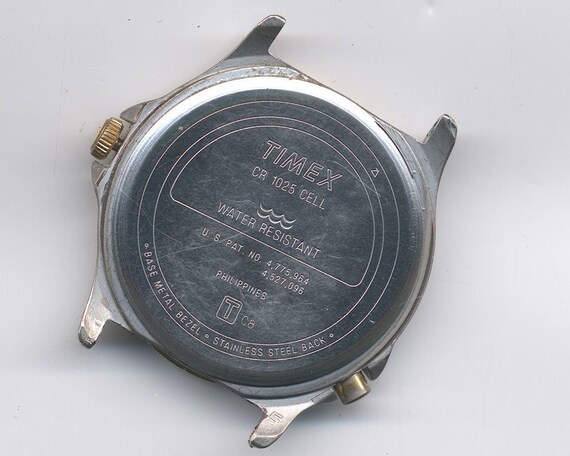 TIMEX
CR 1025 CELL
WATER RESISTANT
U.S. PAT. NO. 4,775,964
4,527,096
PHILIPPINES
T C8
BASE METAL BEZEL STAINLESS STEEL BACK